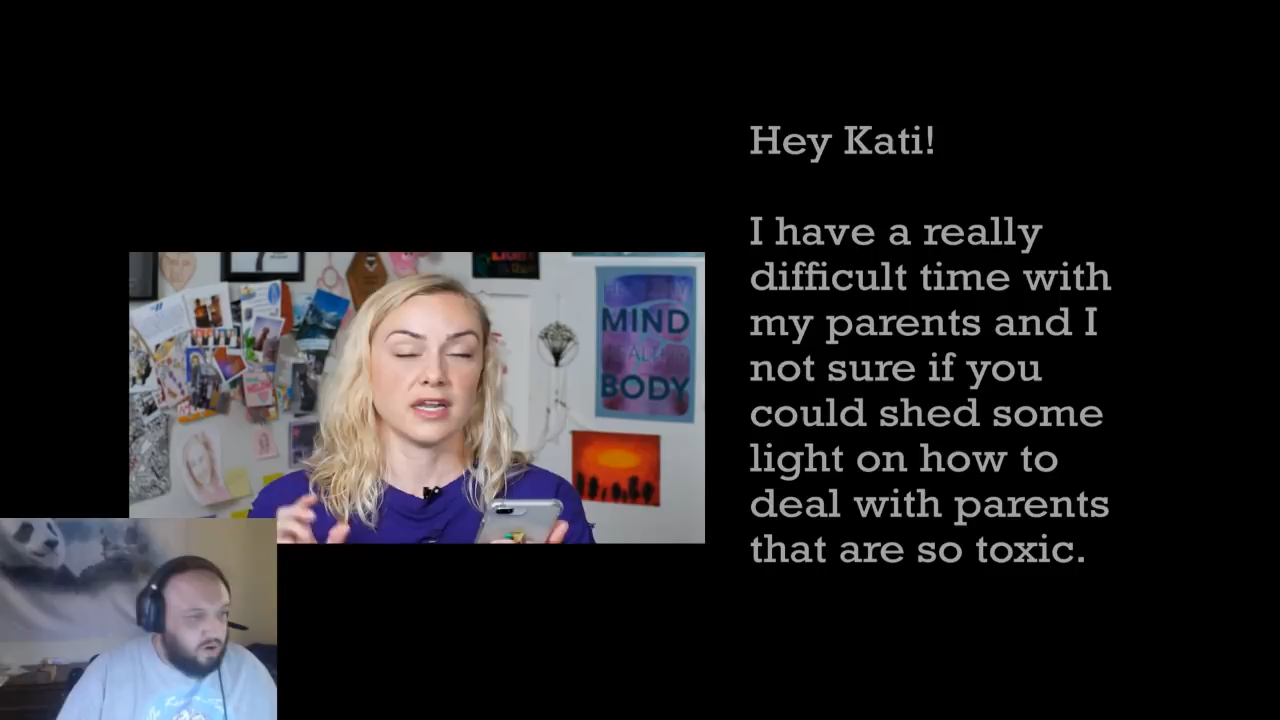 Hey Kati!
I have a really
difficult time with
my parents and I
not sure if you
could shed some
light on how to
deal with parents
that are so toxic.
MIND
BODY